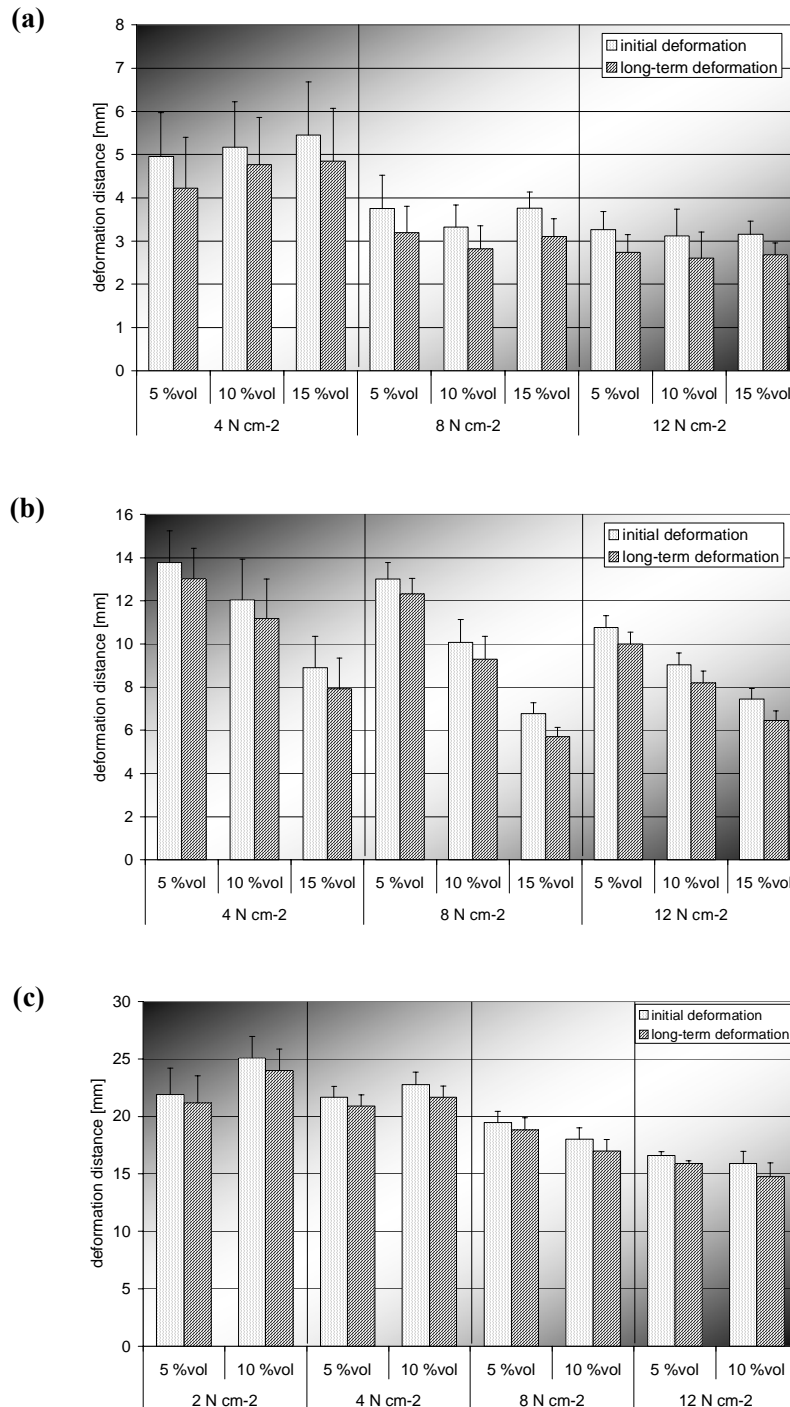 (a)
8
7
6
5
4
3
2
1
0
deformation distance [mm]
initial deformation
long-term deformation
5 %vol 10 %vol 15 %vol 5 %vol 10 %vol 15 %vol 5 %vol 10 %vol 15 %vol
4 N cm-2 8 N cm-2 12 N cm-2
(b)
16
14
12
10
8
6
4
2
0
deformation distance [mm]
initial deformation
long-term deformation
5 %vol 10 %vol 15 %vol 5 %vol 10 %vol 15 %vol 5 %vol 10 %vol 15 %vol
4 N cm-2 8 N cm-2 12 N cm-2
(c)
30
25
20
15
10
5
0
deformation distance [mm]
initial deformation
long-term deformation
5 %vol 10 %vol 5 %vol 10 %vol 5 %vol 10 %vol 5 %vol 10 %vol
2 N cm-2 4 N cm-2 8 N cm-2 12 N cm-2